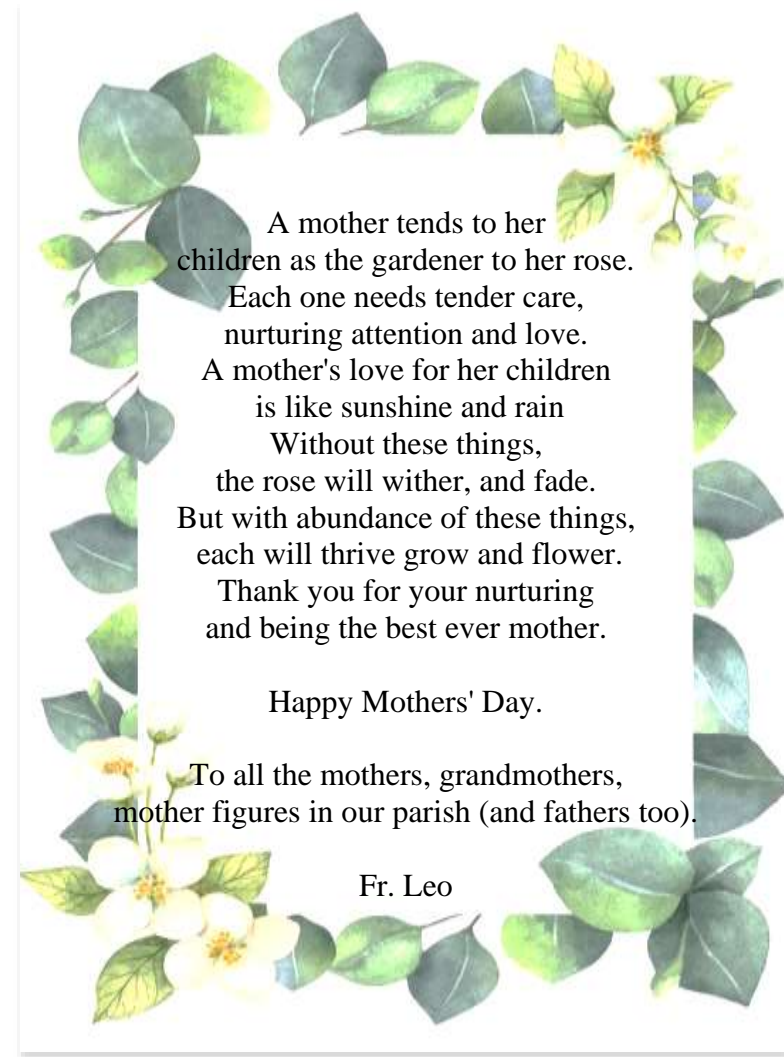 A mother tends to her
children as the gardener to her rose.
Each one needs tender care,
nurturing attention and love.
A mother's love for her children
is like sunshine and rain
Without these things,
the rose will wither, and fade.
But with abundance of these things,
each will thrive grow and flower.
Thank you for your nurturing
and being the best ever mother.
Happy Mothers' Day.
To all the mothers, grandmothers,
mother figures in our parish (and fathers too).
Fr. Leo